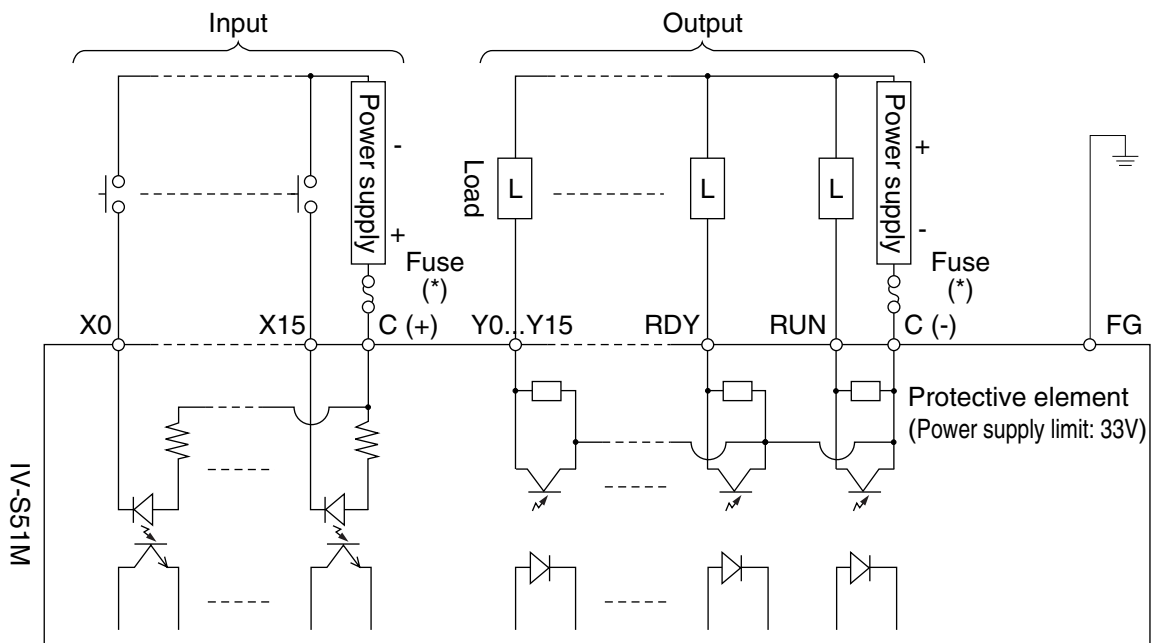 Input
Output
Power supply
-
+
Fuse
(*)
Load
L
L
L
Power supply
+
-
Fuse
(*)
X0
X15
C (+)
Y0...Y15
RDY
RUN
C (-)
FG
Protective element
(Power supply limit: 33V)
IV-S51M